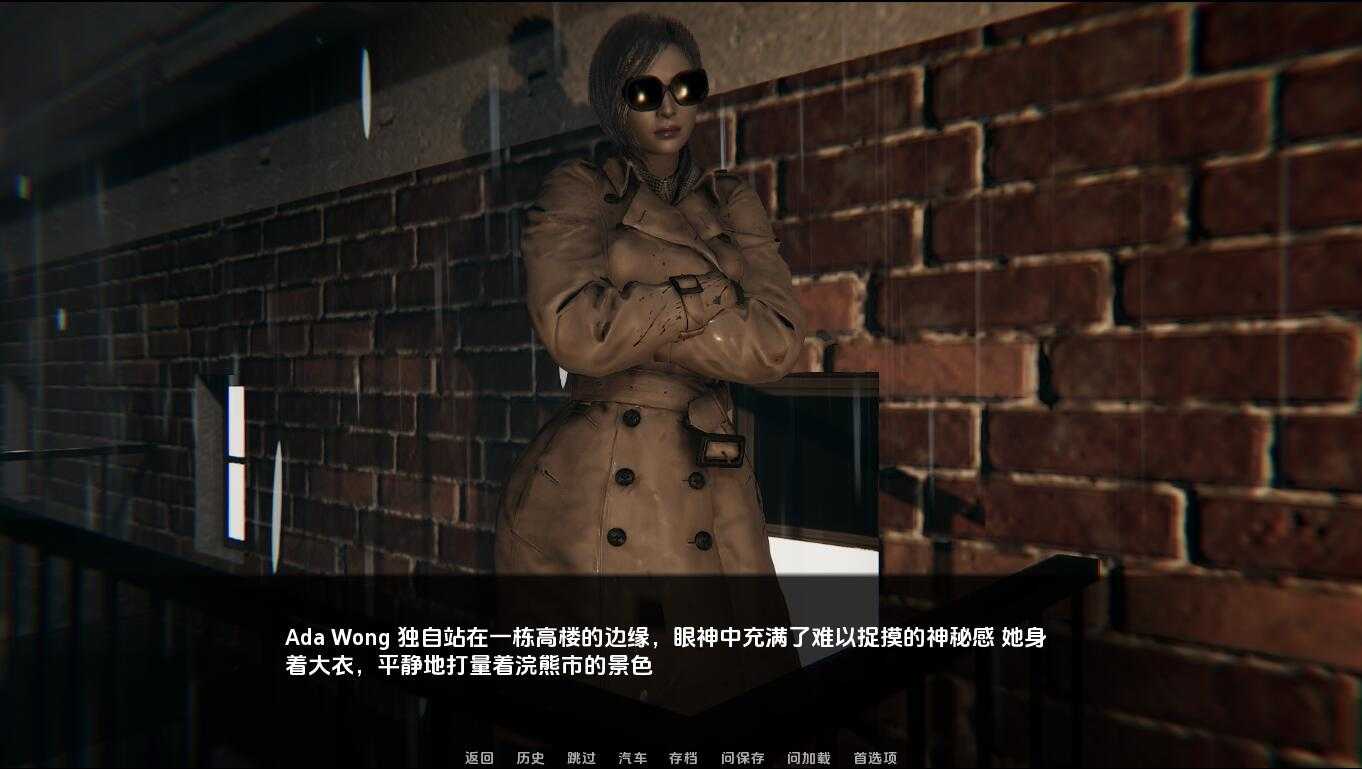 Ada Wong 独自站在一栋高楼的边缘，眼神中充满了难以捉摸的神秘感 她身
着大衣，平静地打量着浣熊市的景色
返回 历史 跳过 汽车 存档 问保存 问加载 首选项